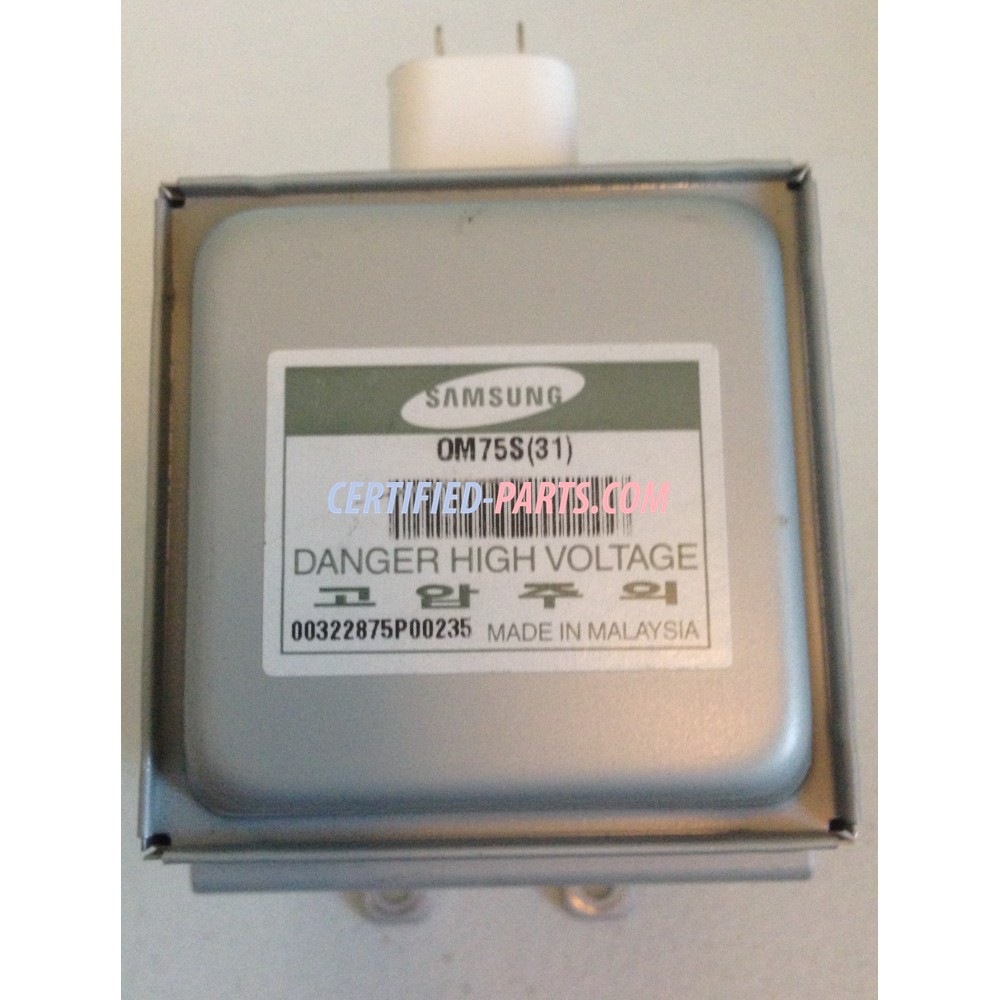 SAMSUNG
OM75S(31)
CERTIFIED-PARTS.COM
DANGER HIGH VOLTAGE
고압주의
00322875P00235 MADE IN MALAYSIA